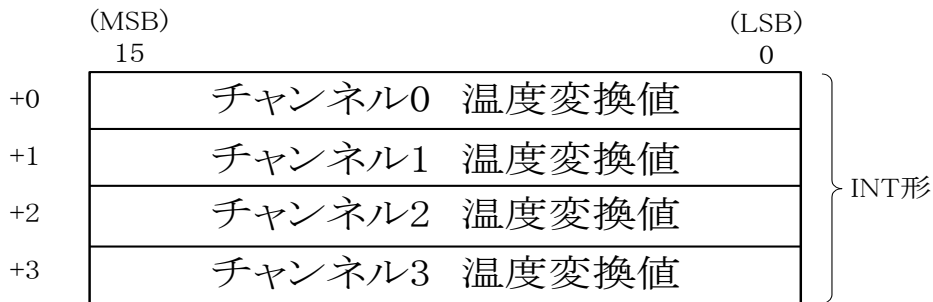 (MSB) (LSB)
15 0
+0 チャンネル0 温度変換値
+1 チャンネル1 温度変換値
+2 チャンネル2 温度変換値
INT形
+3 チャンネル3 温度変換値